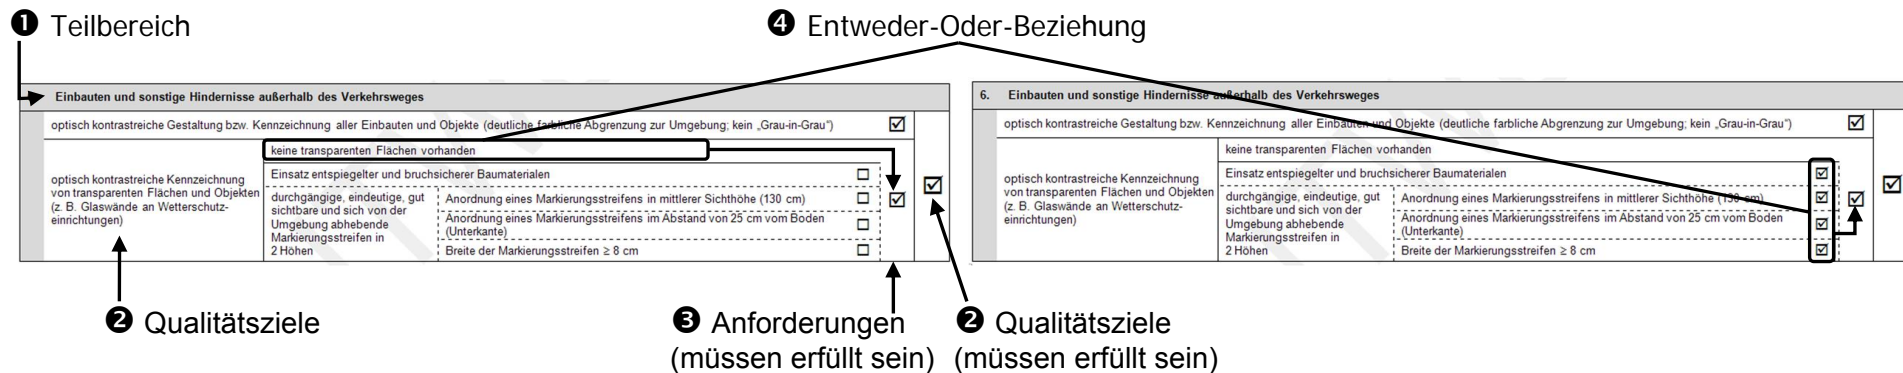 ❶ Teilbereich
❹ Entweder-Oder-Beziehung
Einbauten und sonstige Hindernisse außerhalb des Verkehrsweges
optisch kontrastreiche Gestaltung bzw. Kennzeichnung aller Einbauten und Objekte (deutliche farbliche Abgrenzung zur Umgebung; kein „Grau-in-Grau“) ☑
optisch kontrastreiche Kennzeichnung
von transparenten Flächen und Objekten
(z. B. Glaswände an Wetterschutz-
einrichtungen)
keine transparenten Flächen vorhanden
Einsatz entspiegelter und bruchsicherer Baumaterialen ☐
durchgängige, eindeutige, gut
sichtbare und sich von der
Umgebung abhebende
Markierungsstreifen in
2 Höhen
Anordnung eines Markierungsstreifens in mittlerer Sichthöhe (130 cm) ☐
Anordnung eines Markierungsstreifens im Abstand von 25 cm vom Boden
(Unterkante) ☐
Breite der Markierungsstreifen ≥ 8 cm ☐
☑
☑
6. Einbauten und sonstige Hindernisse außerhalb des Verkehrsweges
optisch kontrastreiche Gestaltung bzw. Kennzeichnung aller Einbauten und Objekte (deutliche farbliche Abgrenzung zur Umgebung; kein „Grau-in-Grau“) ☑
optisch kontrastreiche Kennzeichnung
von transparenten Flächen und Objekten
(z. B. Glaswände an Wetterschutz-
einrichtungen)
keine transparenten Flächen vorhanden
Einsatz entspiegelter und bruchsicherer Baumaterialen ☑
durchgängige, eindeutige, gut
sichtbare und sich von der
Umgebung abhebende
Markierungsstreifen in
2 Höhen
Anordnung eines Markierungsstreifens in mittlerer Sichthöhe (130 cm) ☑
Anordnung eines Markierungsstreifens im Abstand von 25 cm vom Boden
(Unterkante) ☑
Breite der Markierungsstreifen ≥ 8 cm ☑
☑
☑
❷ Qualitätsziele
❸ Anforderungen
(müssen erfüllt sein)
❷ Qualitätsziele
(müssen erfüllt sein)